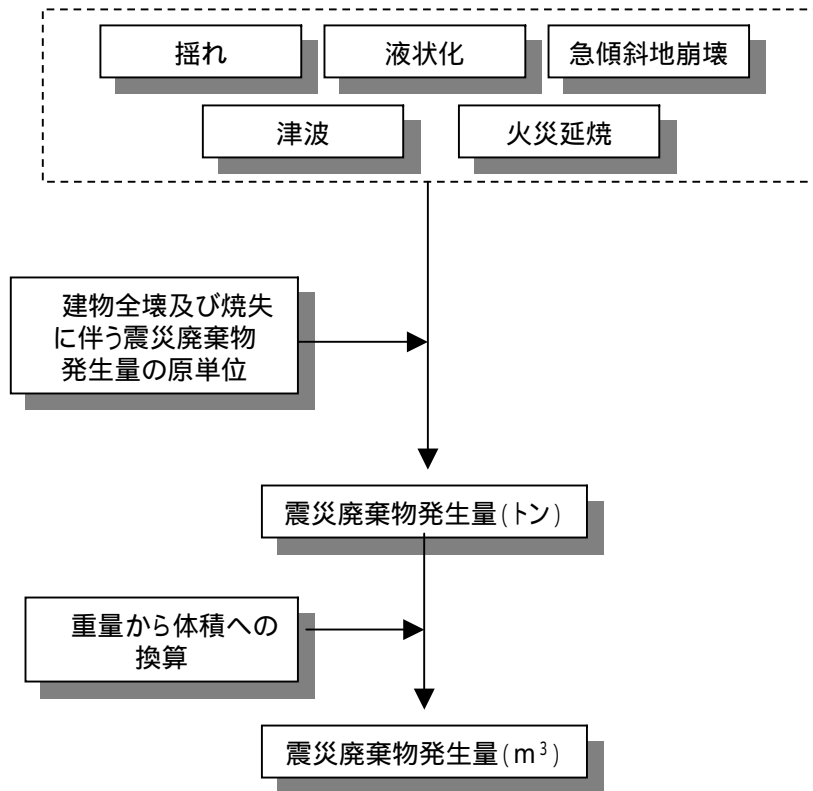 揺れ
液状化
急傾斜地崩壊
津波
火災延焼
建物全壊及び焼失
に伴う震災廃棄物
発生量の原単位
震災廃棄物発生量(トン)
重量から体積への
換算
震災廃棄物発生量(m³)